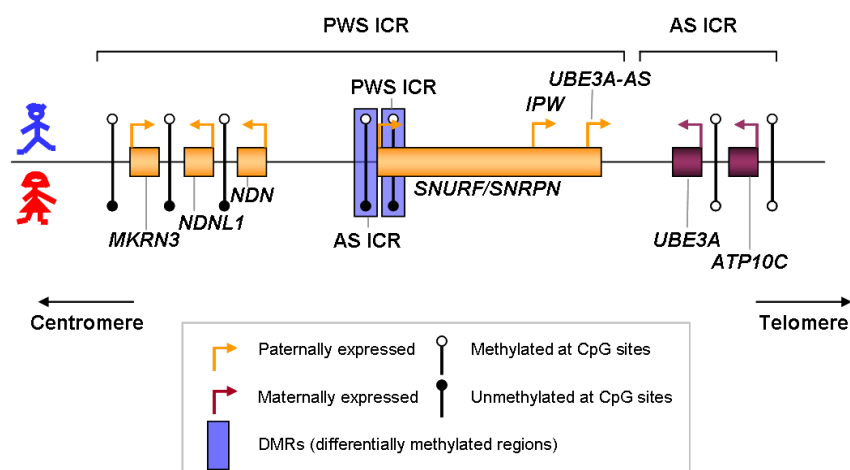 PWS ICR
AS ICR
UBE3A-AS
PWS ICR
IPW
SNURF/SNRPN
NDN
NDNL1
MKRN3
AS ICR
UBE3A
ATP10C
Centromere
Telomere
Paternally expressed
Methylated at CpG sites
Maternally expressed
Unmethylated at CpG sites
DMRs (differentially methylated regions)